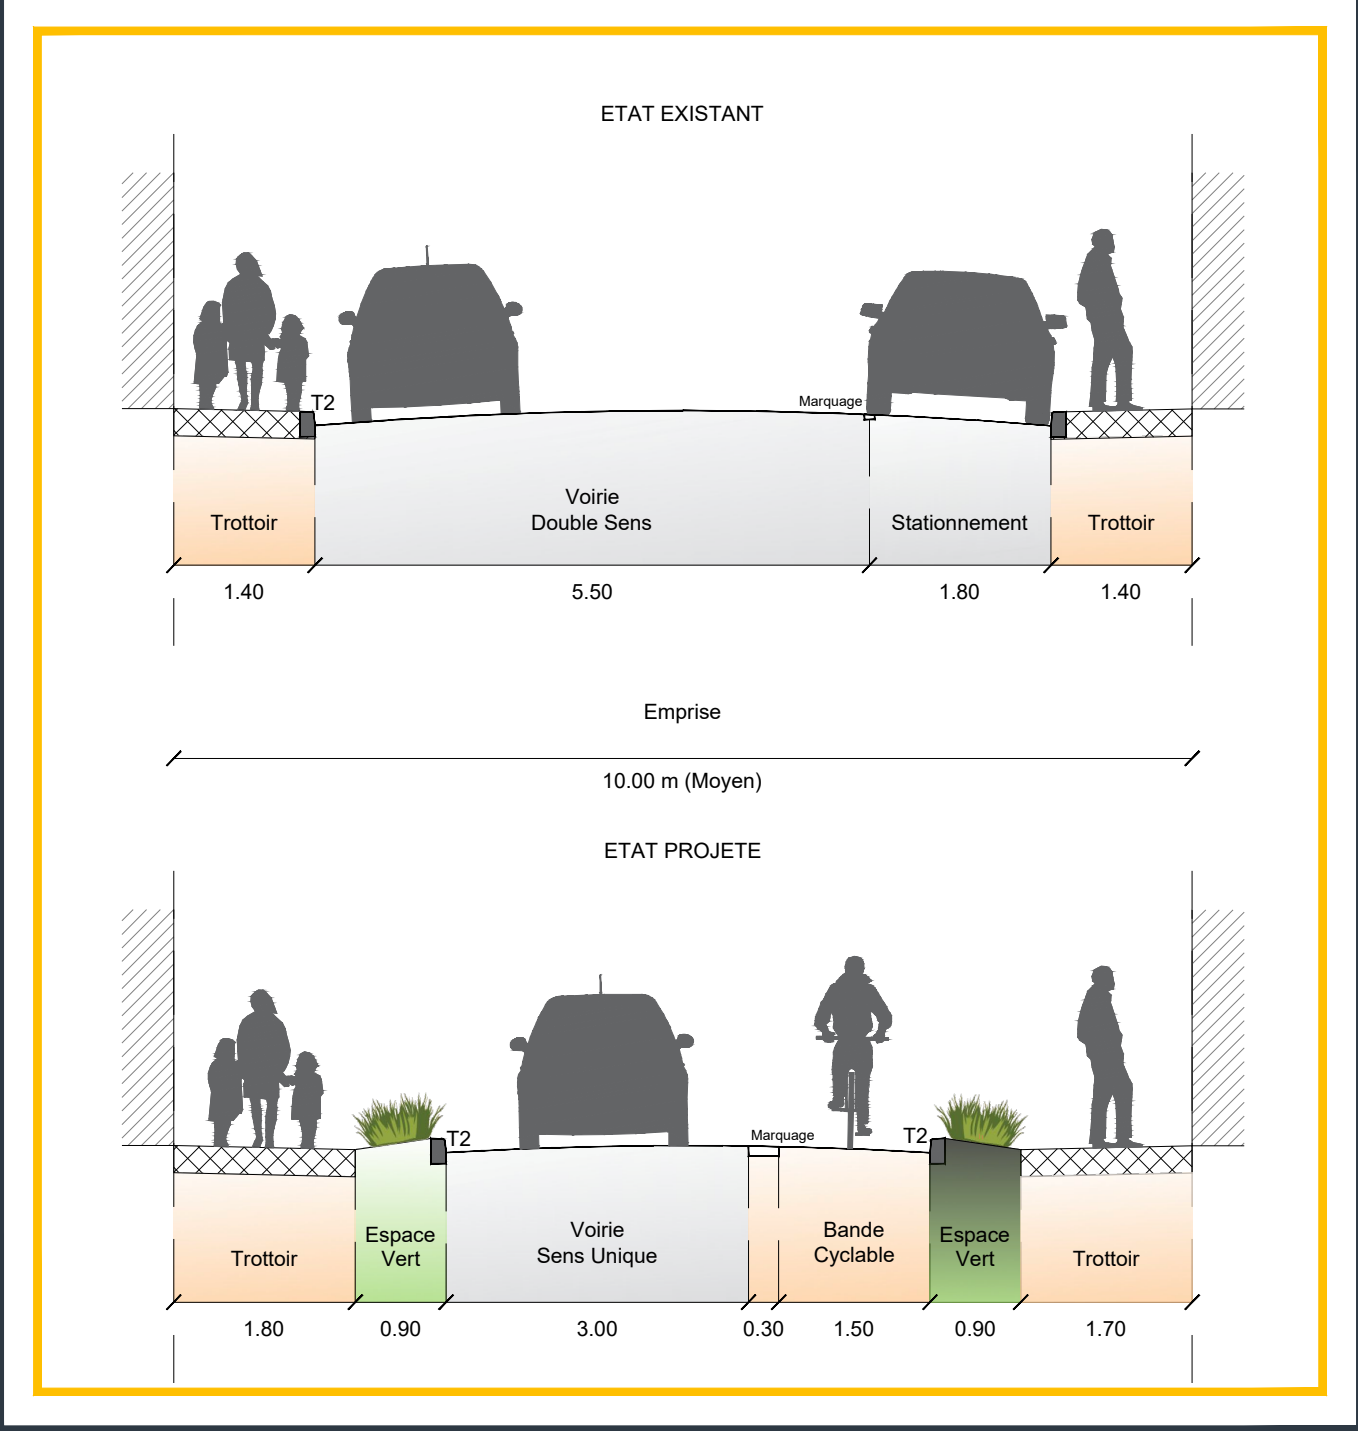 ETAT EXISTANT
T2
Marquage
Voirie
Double Sens
Trottoir
Stationnement
Trottoir
1.40
5.50
1.80
1.40
Emprise
10.00 m (Moyen)
ETAT PROJETE
T2
Marquage
T2
Trottoir
Espace
Vert
Voirie
Sens Unique
Bande
Cyclable
Espace
Vert
Trottoir
1.80
0.90
3.00
0.30
1.50
0.90
1.70